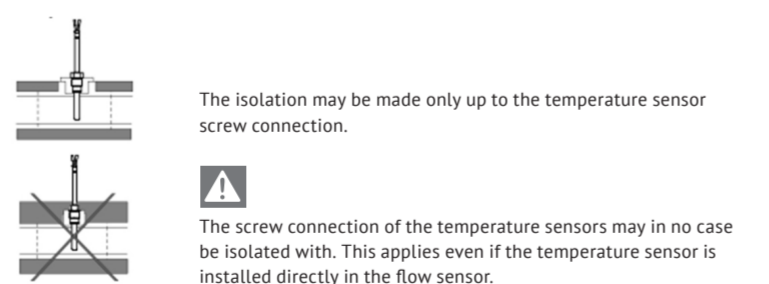 The isolation may be made only up to the temperature sensor
screw connection.
The screw connection of the temperature sensors may in no case
be isolated with. This applies even if the temperature sensor is
installed directly in the flow sensor.